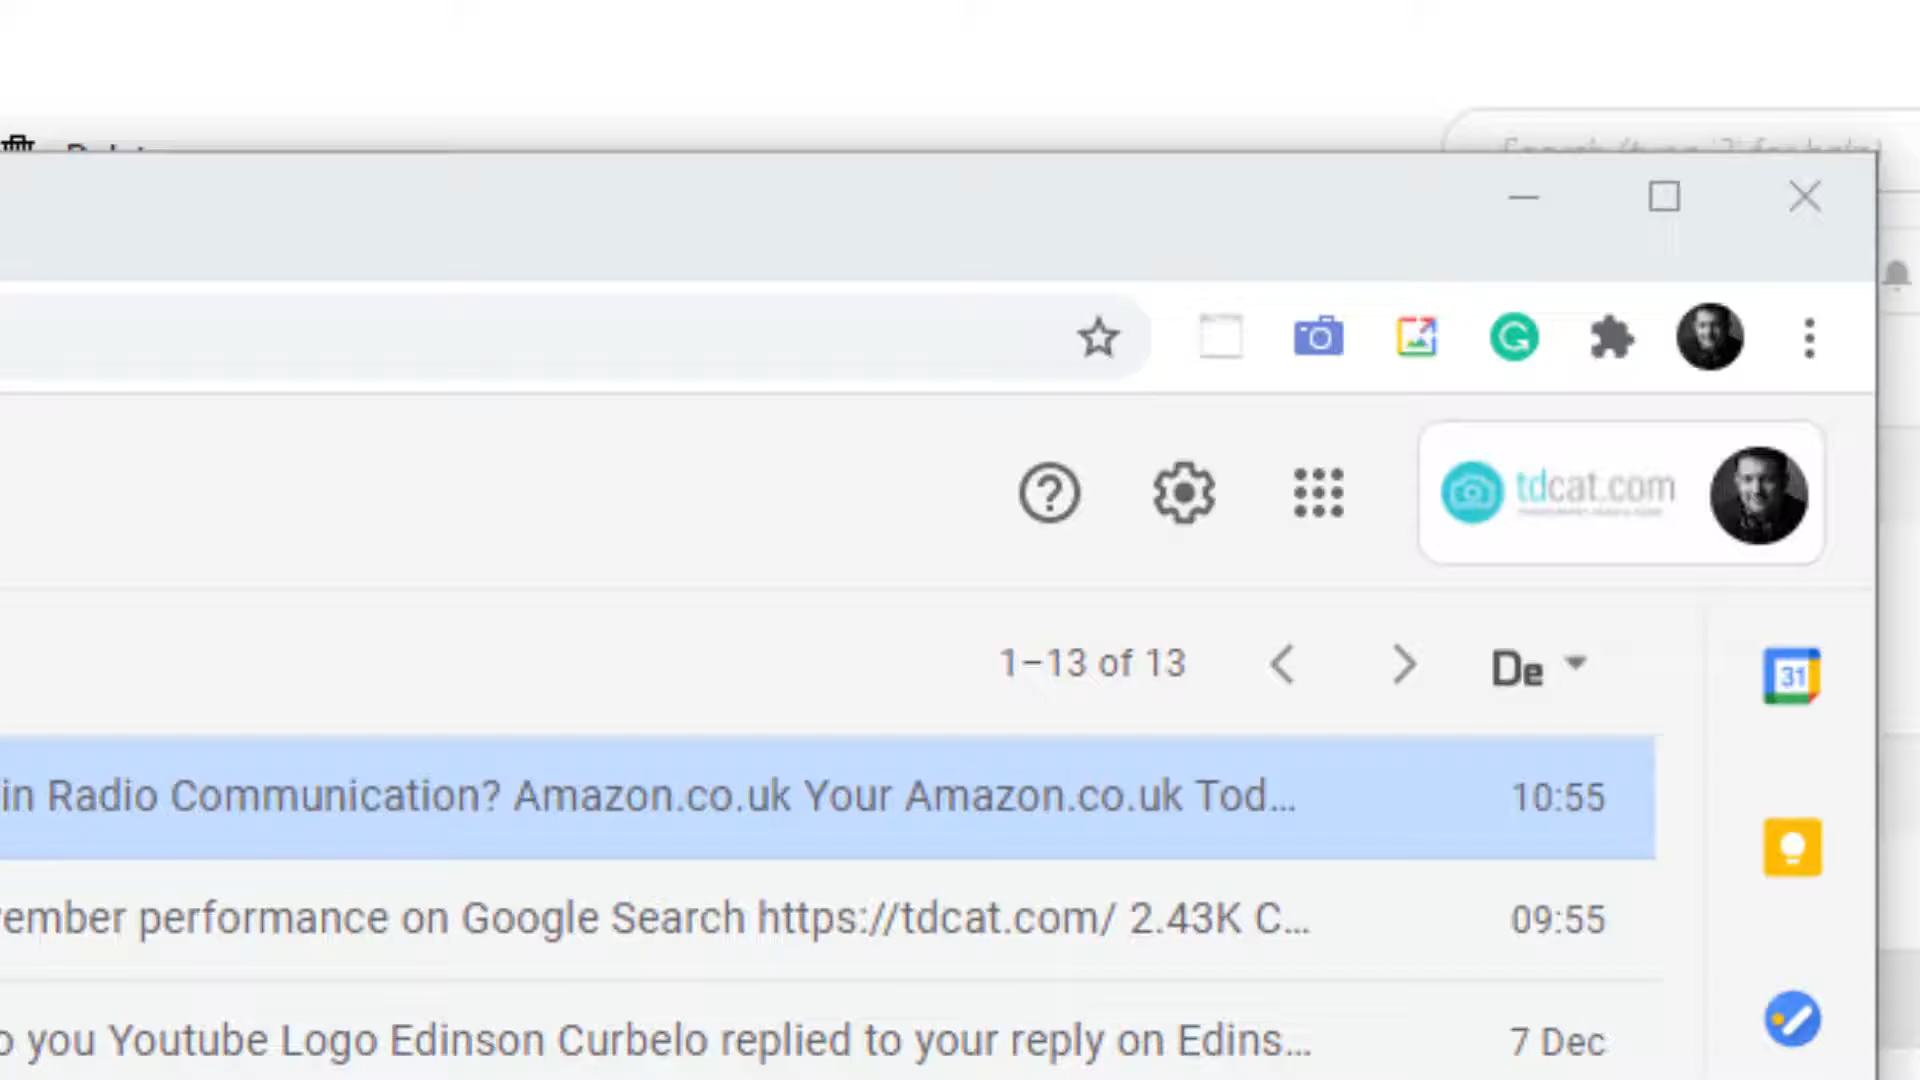 tdcat.com
1–13 of 13
De
31
in Radio Communication? Amazon.co.uk Your Amazon.co.uk Tod... 10:55
vember performance on Google Search https://tdcat.com/ 2.43K C... 09:55
o you Youtube Logo Edinson Curbelo replied to your reply on Edins... 7 Dec